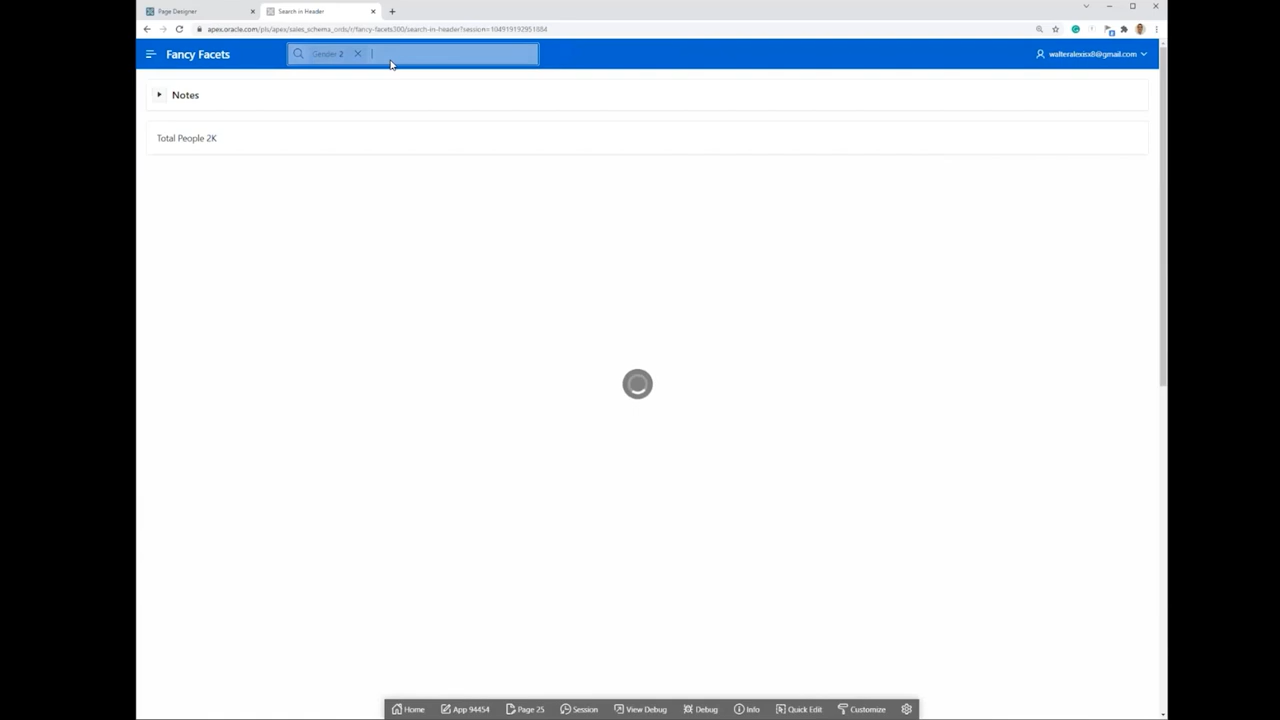 Page Designer
Search in Header
apex.oracle.com/pls/apex/sales_schema_ords/r/fancy-facets300/search-in-header?session=104919192951884
Fancy Facets
Gender 2
walteralexisx8@gmail.com
Notes
Total People 2K
Home App 94454 Page 25 Session View Debug Debug Info Quick Edit Customize